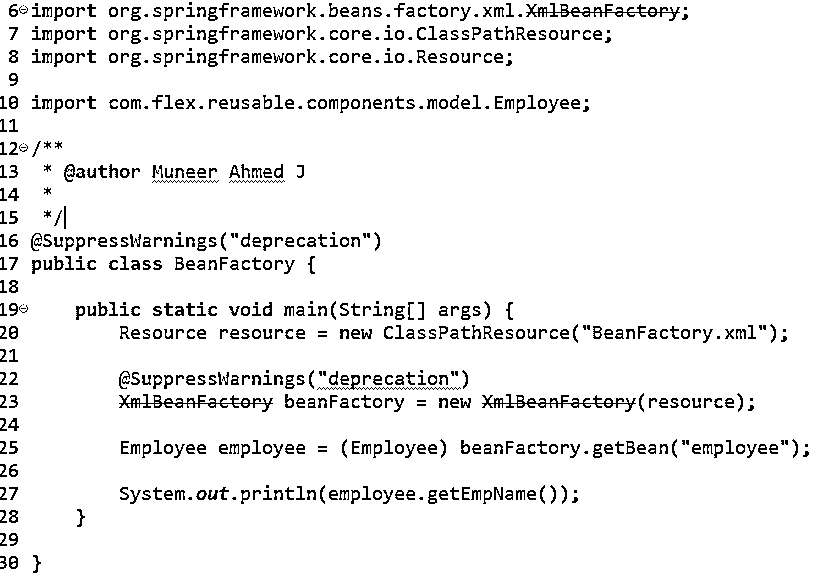 6 import org.springframework.beans.factory.xml.XmlBeanFactory;
7 import org.springframework.core.io.ClassPathResource;
8 import org.springframework.core.io.Resource;
9
10 import com.flex.reusable.components.model.Employee;
11
12 /**
13  * @author Muneer Ahmed J
14  *
15  */
16 @SuppressWarnings("deprecation")
17 public class BeanFactory {
18
19     public static void main(String[] args) {
20         Resource resource = new ClassPathResource("BeanFactory.xml");
21
22         @SuppressWarnings("deprecation")
23         XmlBeanFactory beanFactory = new XmlBeanFactory(resource);
24
25         Employee employee = (Employee) beanFactory.getBean("employee");
26
27         System.out.println(employee.getEmpName());
28     }
29
30 }